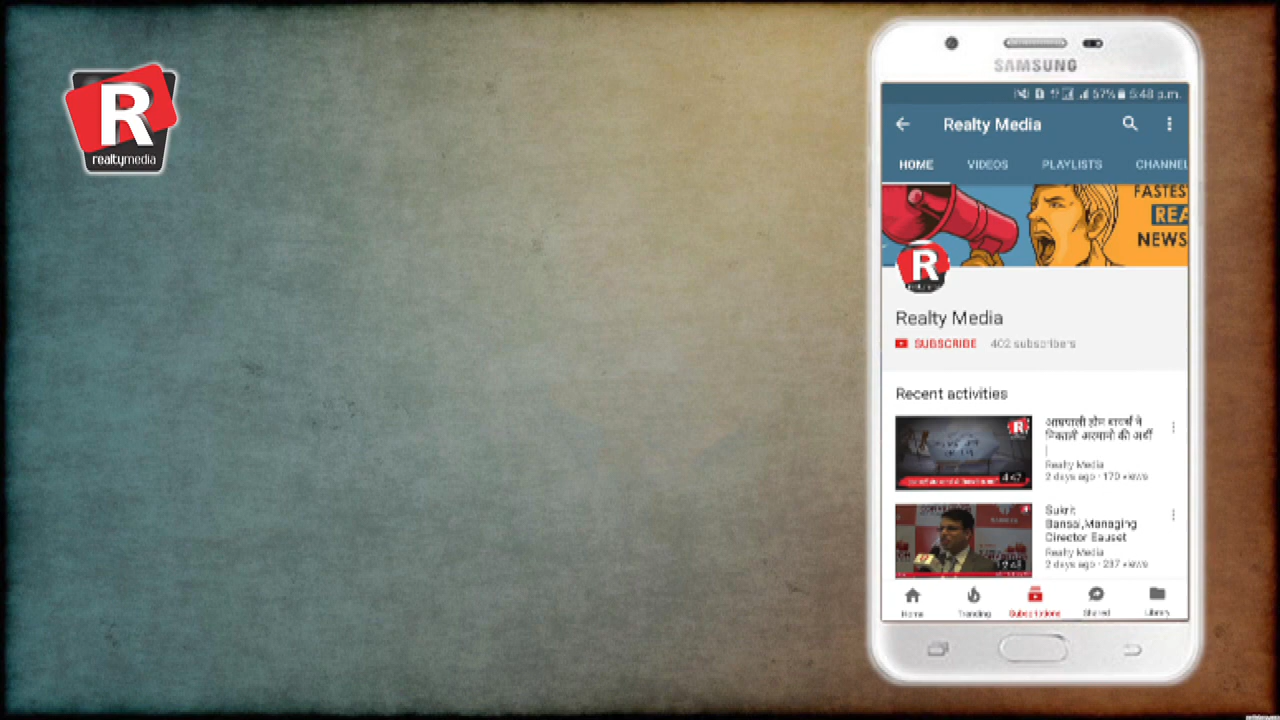 R
realtymedia
SAMSUNG
57% 5:48 p.m.
Realty Media
HOME VIDEOS PLAYLISTS CHANNEL
FASTES
REA
NEWS
R
Realty Media
SUBSCRIBE 402 subscribers
Recent activities
R
4:47
आम्रपाली होम बायर्स ने
निकाली अरमानो की अर्थी
|
Realty Media
2 days ago · 170 views
Sukrit
Bansal,Managing
Director Eauset
Realty Media
2 days ago · 237 views
Home Trending Subscriptions Shared Library